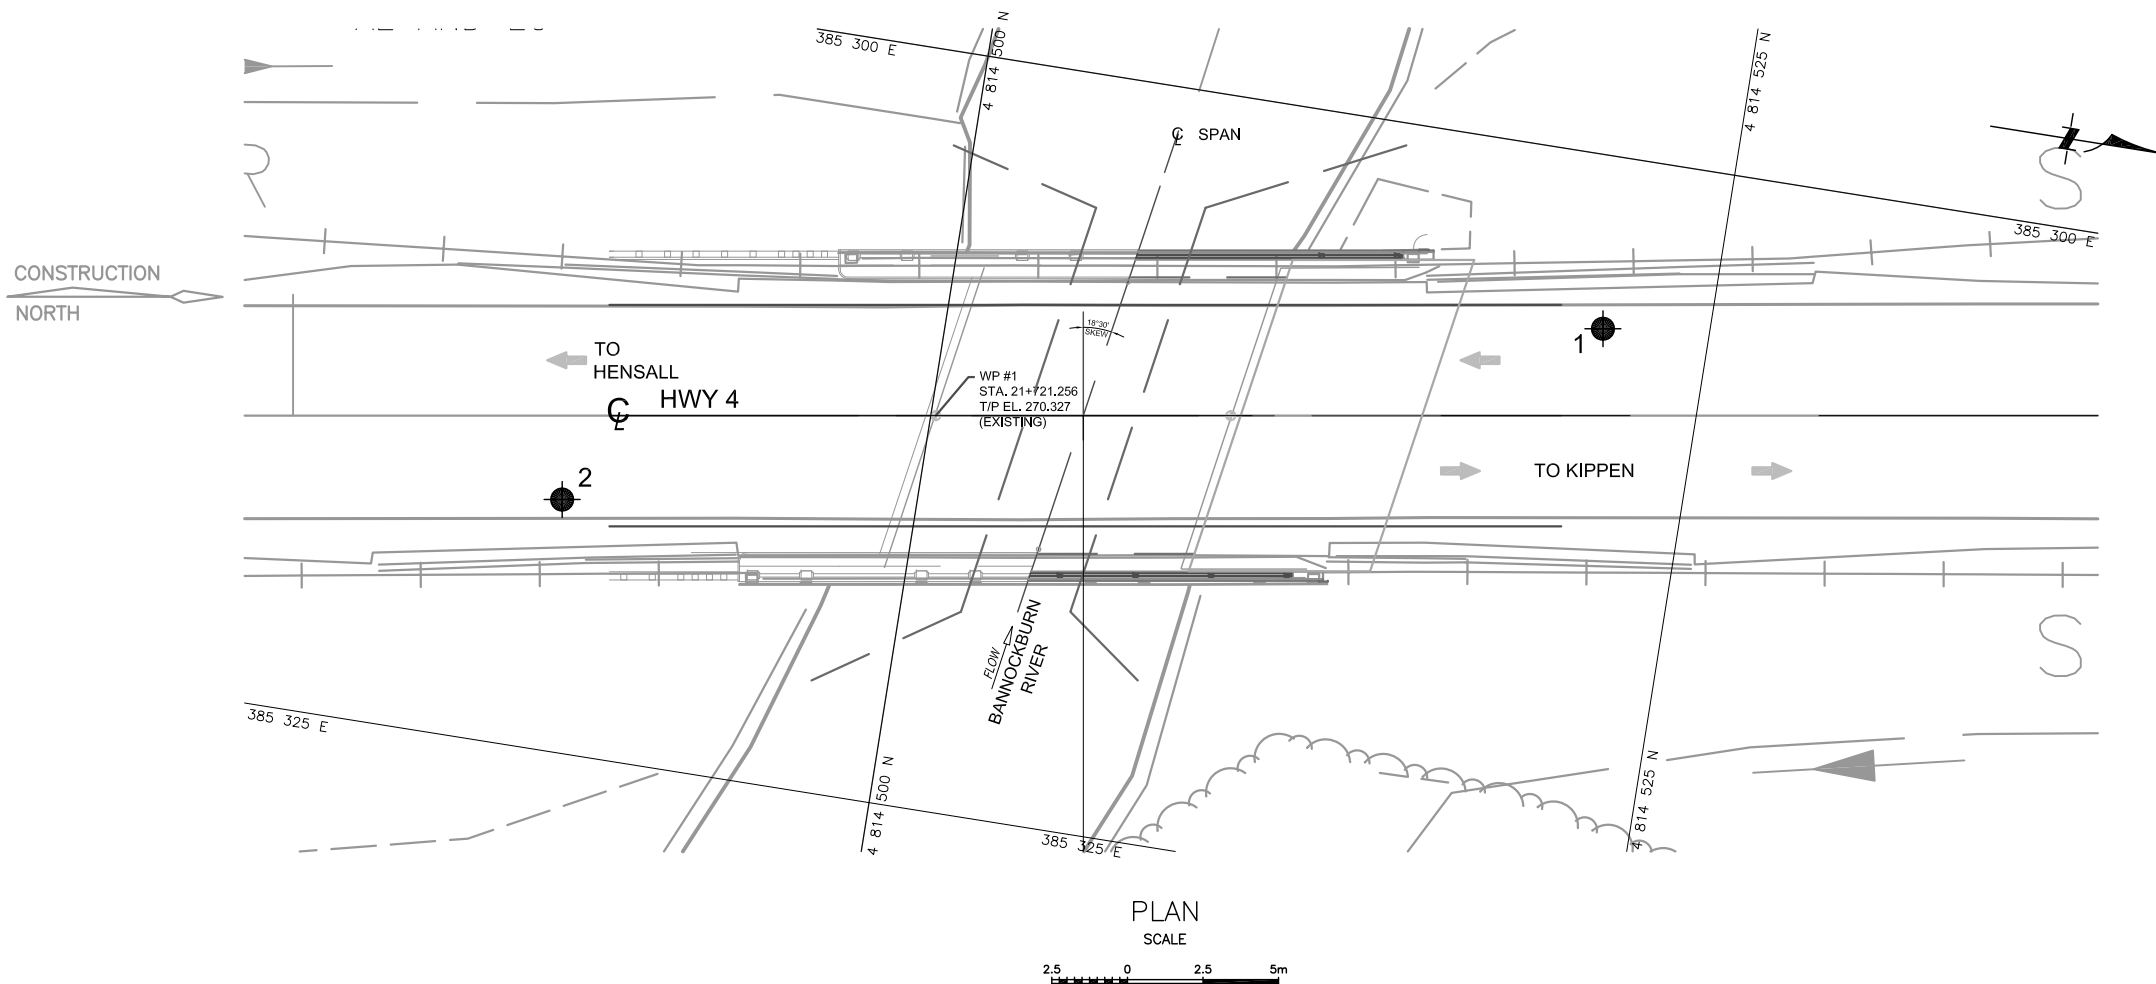 385 300 E
4 814 500 N
4 814 525 N
℄ SPAN
R
S
385 300 E
CONSTRUCTION
NORTH
18°30'
SKEW
1
TO
HENSALL
WP #1
STA. 21+721.256
T/P EL. 270.327
(EXISTING)
℄ HWY 4
2
TO KIPPEN
FLOW
BANNOCKBURN
RIVER
S
385 325 E
4 814 500 N
4 814 525 N
385 325 E
PLAN
SCALE
2.5 0 2.5 5m